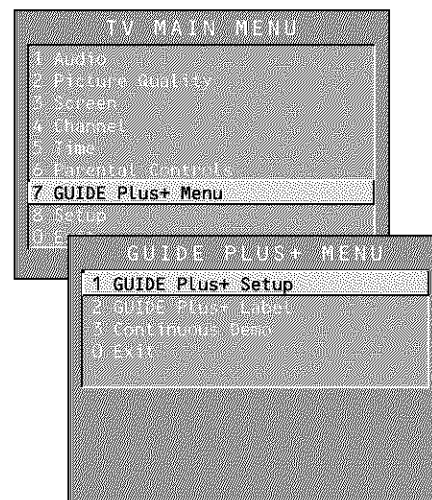 TV MAIN MENU
1 Audio
2 Picture Quality
3 Screen
4 Channel
5 Time
6 Parental Controls
7 GUIDE Plus+ Menu
8 Setup
0
GUIDE PLUS+ MENU
1 GUIDE Plus+ Setup
2 GUIDE Plus+ Label
3 Continuous Demo
0 Exit